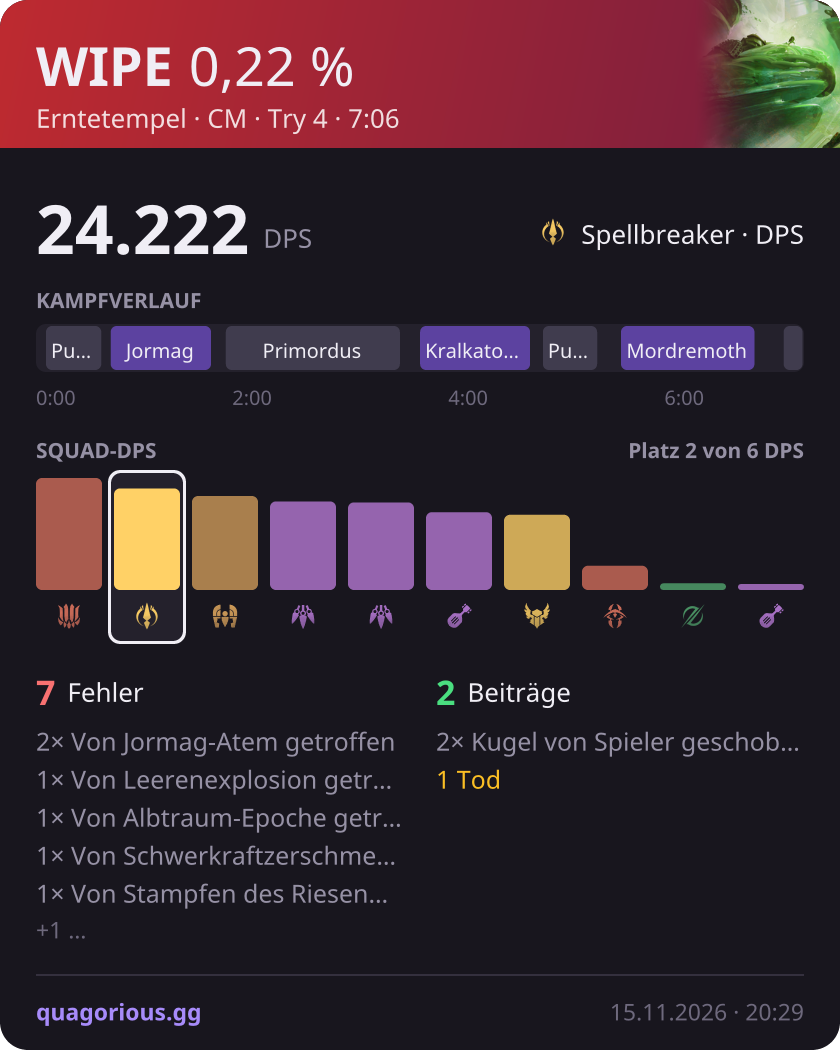 WIPE 0,22 %
Erntetempel · CM · Try 4 · 7:06
24.222 DPS
Spellbreaker · DPS
KAMPFVERLAUF
Pu... Jormag Primordus Kralkato... Pu... Mordremoth
0:00 2:00 4:00 6:00
SQUAD-DPS Platz 2 von 6 DPS
7 Fehler
2× Von Jormag-Atem getroffen
1× Von Leerenexplosion getr...
1× Von Albtraum-Epoche getr...
1× Von Schwerkraftzerschme...
1× Von Stampfen des Riesen...
+1 ...
2 Beiträge
2× Kugel von Spieler geschob...
1 Tod
quagorious.gg 15.11.2026 · 20:29